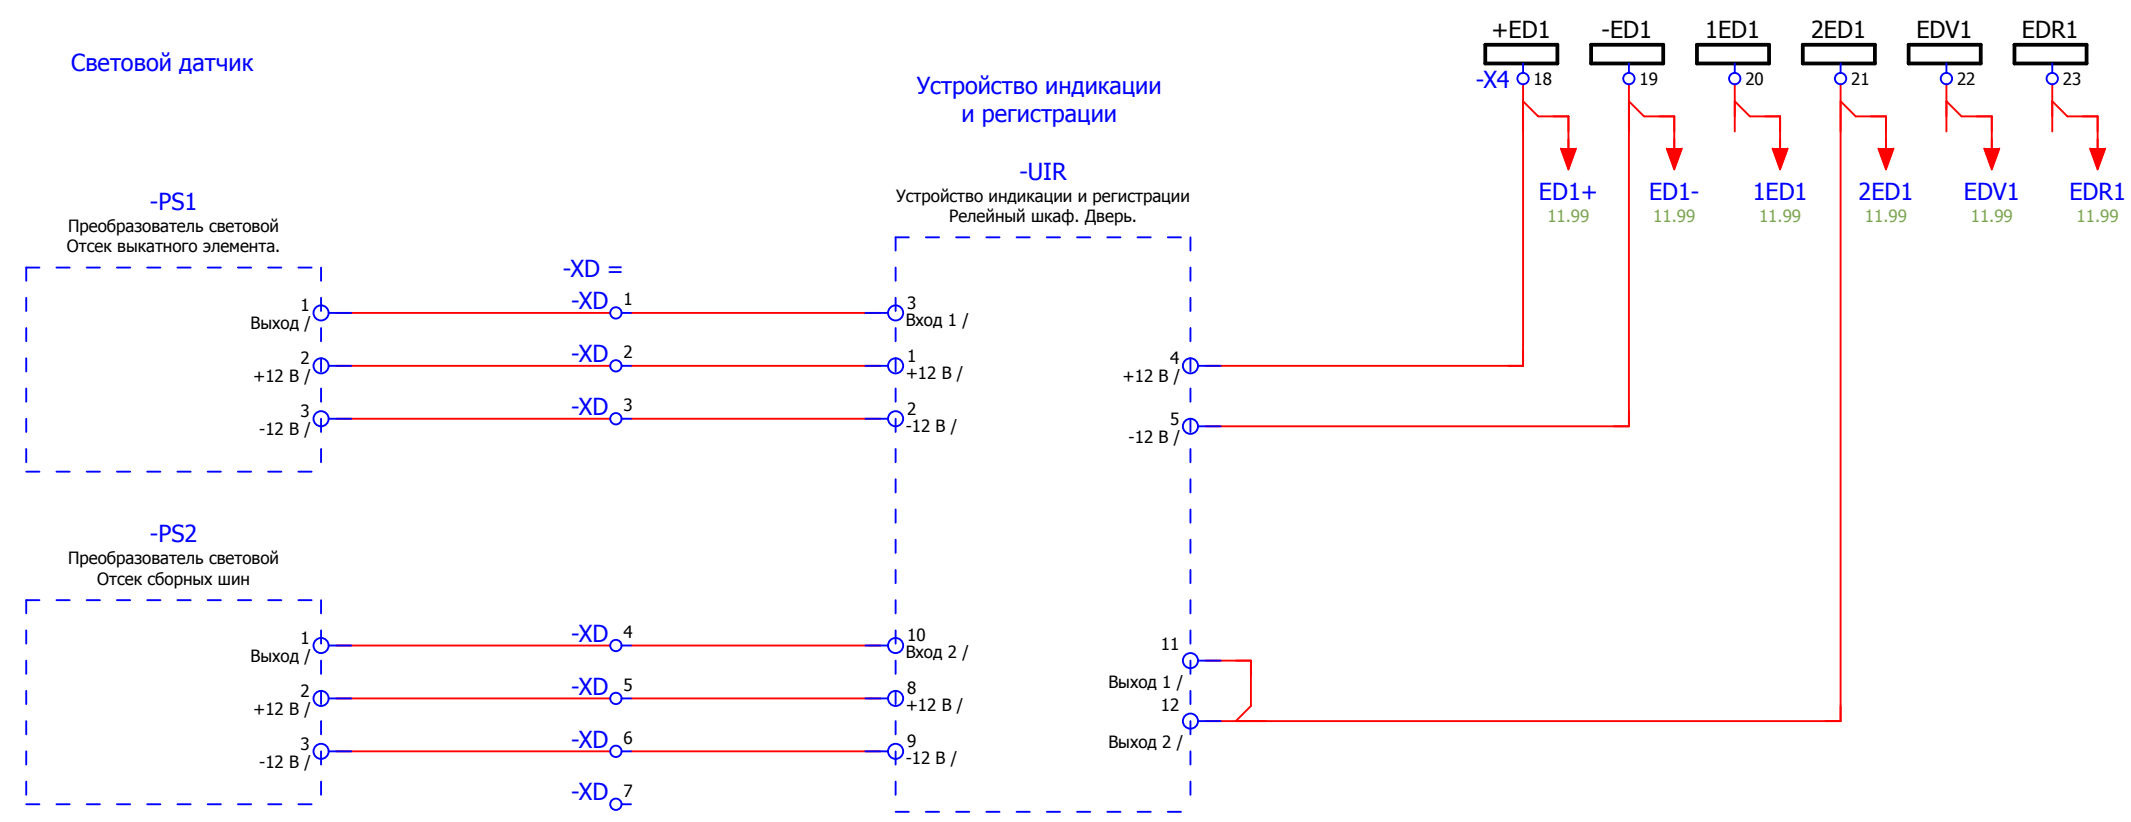 +ED1 -ED1 1ED1 2ED1 EDV1 EDR1
-X4 18 19 20 21 22 23
ED1+ ED1- 1ED1 2ED1 EDV1 EDR1
11.99 11.99 11.99 11.99 11.99 11.99
Световой датчик
Устройство индикации
и регистрации
-PS1
Преобразователь световой
Отсек выкатного элемента.
1
Выход /
2
+12 В /
3
-12 В /
-XD =
-XD 1
-XD 2
-XD 3
-UIR
Устройство индикации и регистрации
Релейный шкаф. Дверь.
3
Вход 1 /
1
+12 В /
2
-12 В /
4
+12 В /
5
-12 В /
-PS2
Преобразователь световой
Отсек сборных шин
1
Выход /
2
+12 В /
3
-12 В /
-XD 4
-XD 5
-XD 6
-XD 7
10
Вход 2 /
8
+12 В /
9
-12 В /
11
Выход 1 /
12
Выход 2 /